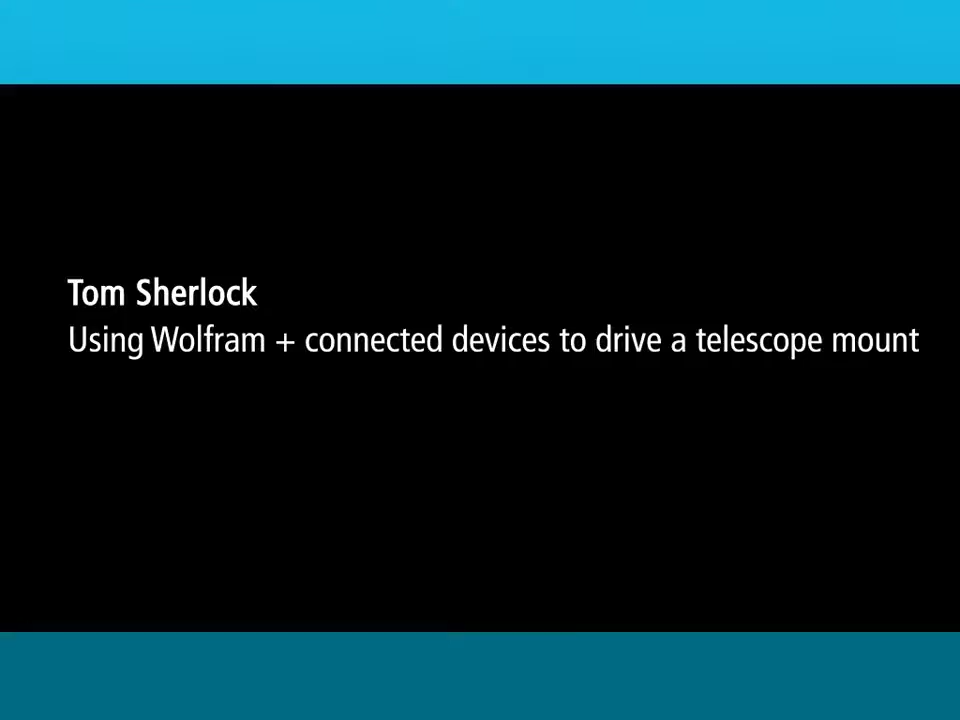 Tom Sherlock
Using Wolfram + connected devices to drive a telescope mount